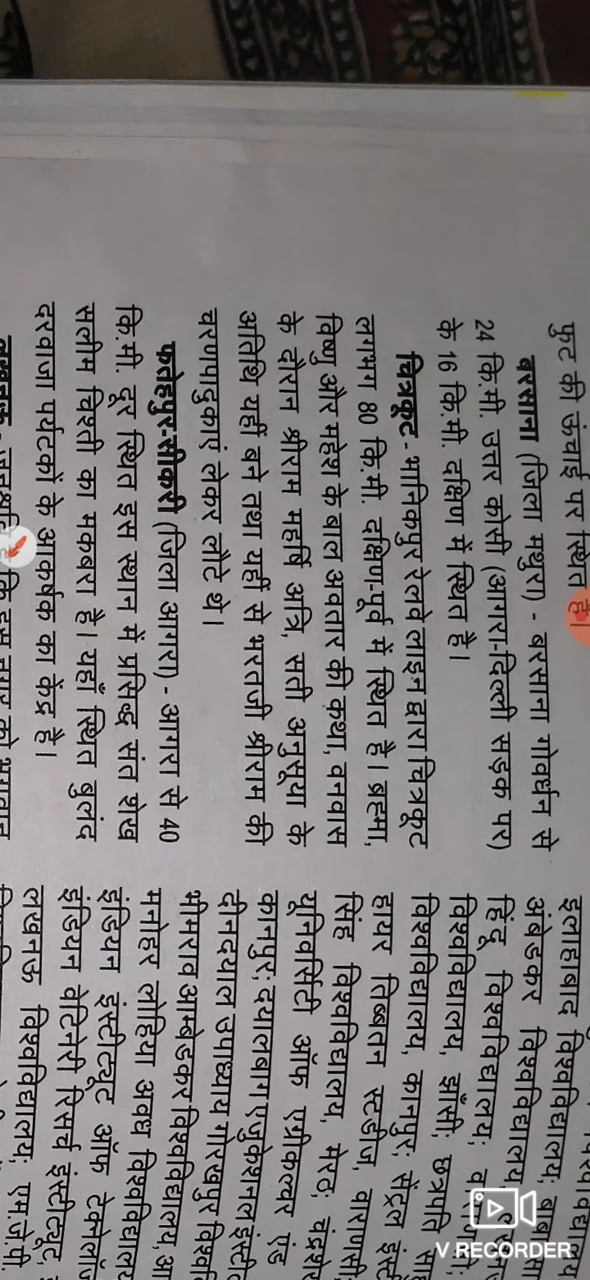 फुट की ऊंचाई पर स्थित है।
बरसाना (जिला मथुरा) - बरसाना गोवर्धन से
24 कि.मी. उत्तर कोसी (आगरा-दिल्ली सड़क पर)
के 16 कि.मी. दक्षिण में स्थित है।
चित्रकूट - मानिकपुर रेलवे लाइन द्वारा चित्रकूट
लगभग 80 कि.मी. दक्षिण-पूर्व में स्थित है। ब्रह्मा,
विष्णु और महेश के बाल अवतार की कथा, वनवास
के दौरान श्रीराम महर्षि अत्रि, सती अनुसूया के
अतिथि यहाँ बने तथा यहीं से भरतजी श्रीराम की
चरणपादुकाएं लेकर लौटे थे।
फतेहपुर-सीकरी (जिला आगरा) - आगरा से 40
कि.मी. दूर स्थित इस स्थान में प्रसिद्ध संत शेख
सलीम चिश्ती का मकबरा है। यहाँ स्थित बुलंद
दरवाजा पर्यटकों के आकर्षक का केंद्र है।
कि इस नगर को भगवान
इलाहाबाद विश्वविद्यालय, बाबा
अंबेडकर विश्वविद्यालय
हिंदू विश्वविद्यालय;
विश्वविद्यालय, झाँसी; छत्रपति
विश्वविद्यालय, कानपुर; सेंट्रल
हायर तिब्बतन स्टडीज, वाराणसी
सिंह विश्वविद्यालय, मेरठ; चंद्रशे
यूनिवर्सिटी ऑफ एग्रीकल्चर एंड
कानपुर; दयालबाग एजुकेशनल इंस्टी
दीनदयाल उपाध्याय गोरखपुर विश्ववि
भीमराव आम्बेडकर विश्वविद्यालय, आ
मनोहर लोहिया अवध विश्वविद्यालय
इंडियन इंस्टीट्यूट ऑफ टेक्नोलॉज
इंडियन वेटिनेरी रिसर्च इंस्टीट्यूट,
लखनऊ विश्वविद्यालय; एम.जे.पी.
V RECORDER